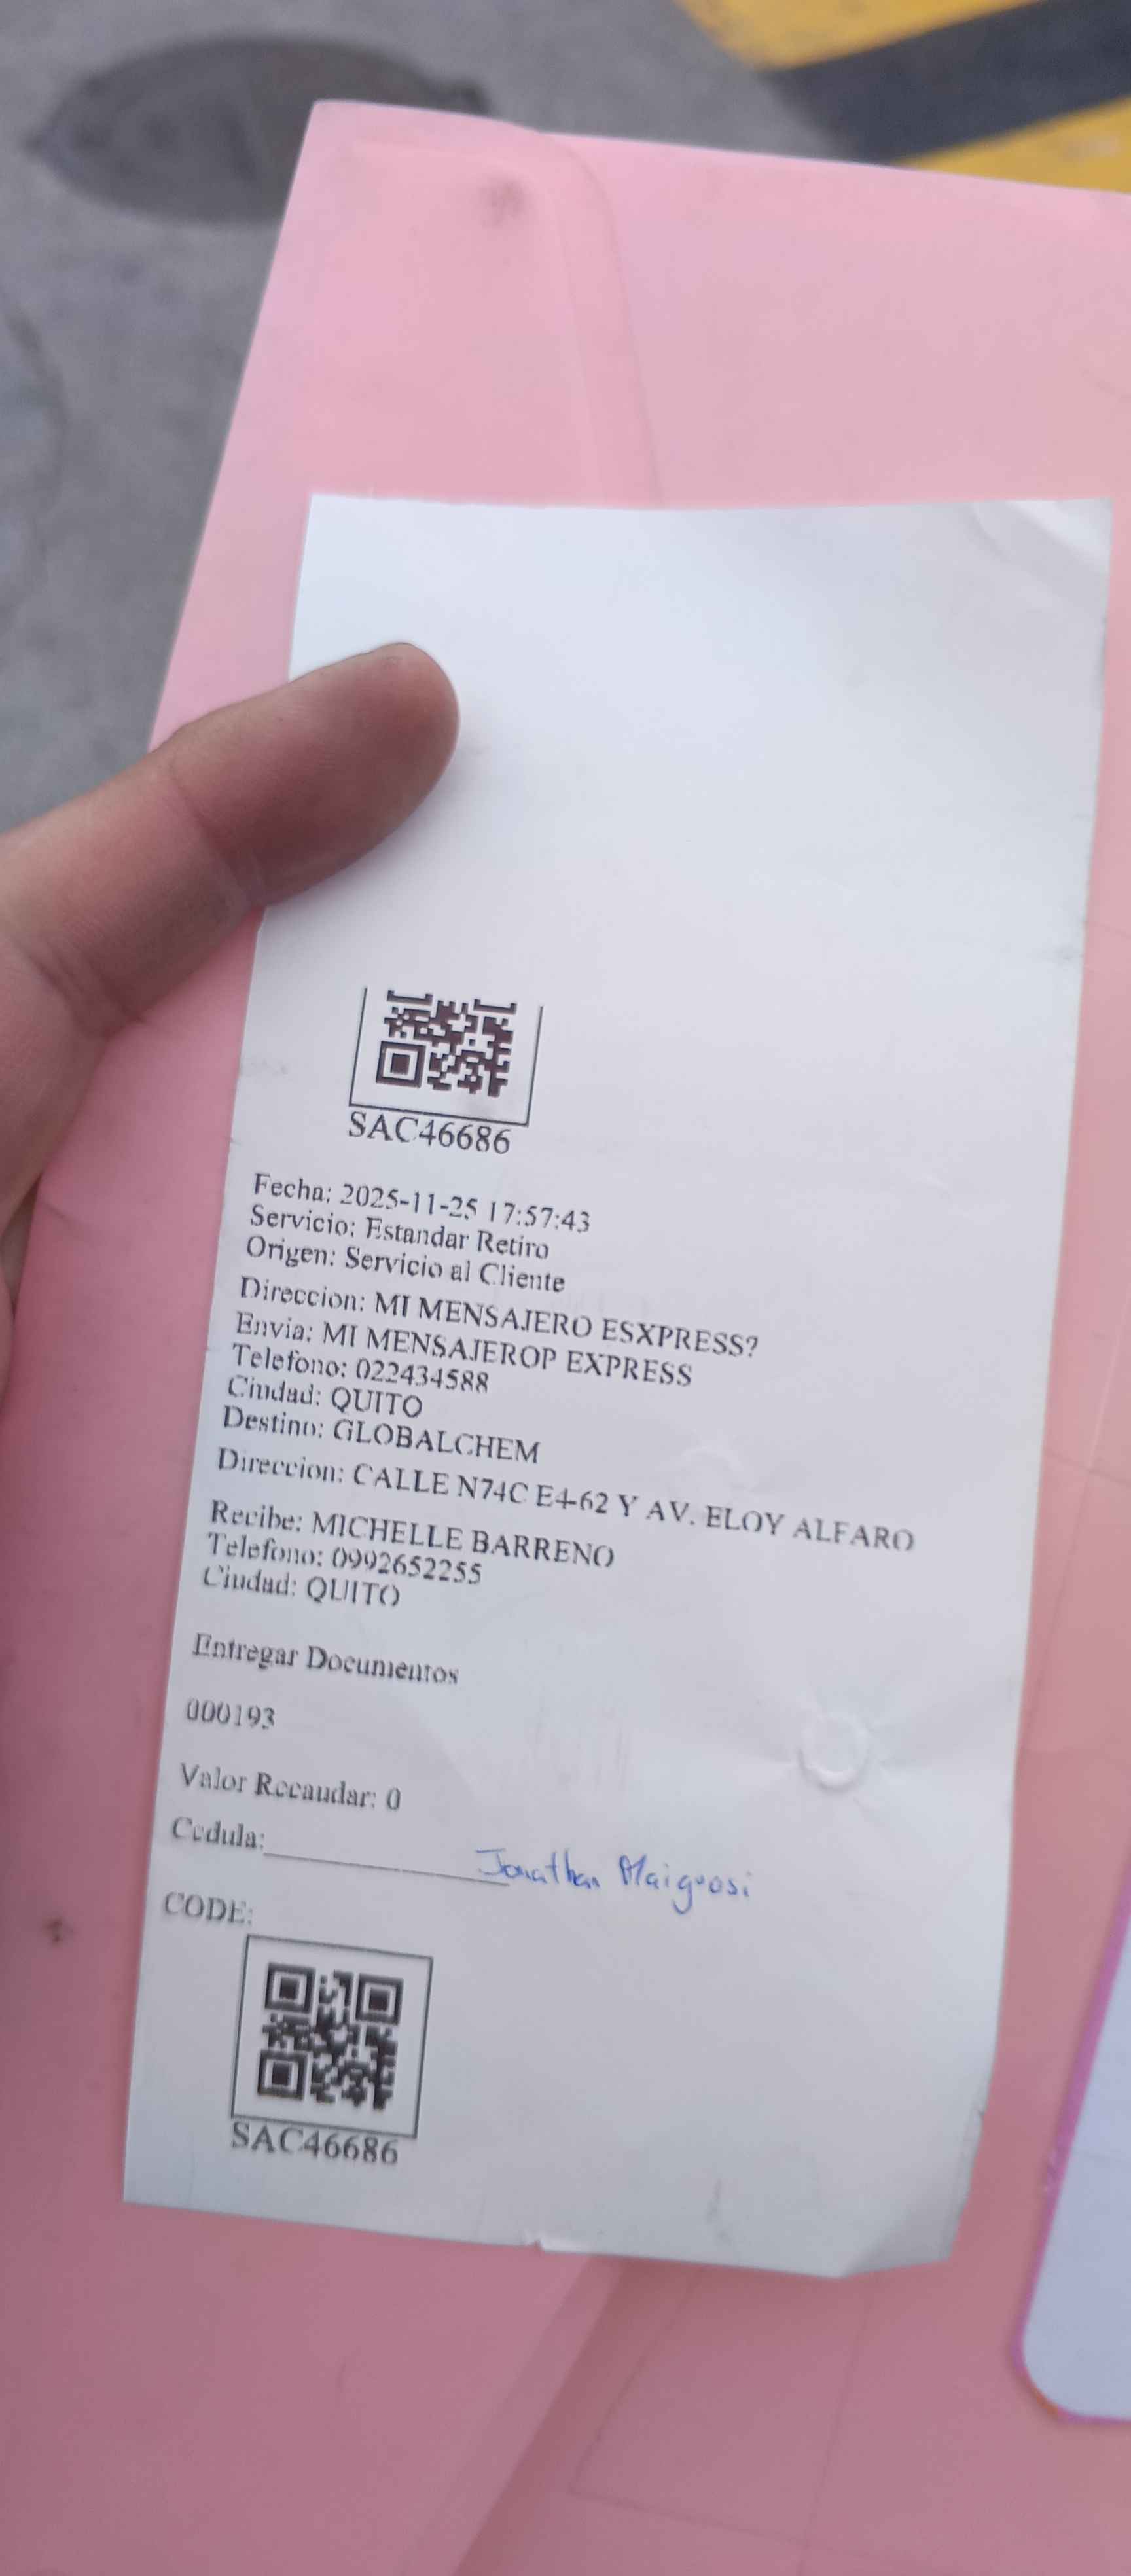 SAC46686
Fecha: 2025-11-25 17:57:43
Servicio: Estandar Retiro
Origen: Servicio al Cliente
Direccion: MI MENSAJERO ESXPRESS?
Envia: MI MENSAJEROP EXPRESS
Telefono: 022434588
Ciudad: QUITO
Destino: GLOBALCHEM
Direccion: CALLE N74C E4-62 Y AV. ELOY ALFARO
Recibe: MICHELLE BARRENO
Telefono: 0992652255
Ciudad: QUITO
Entregar Documentos
000193
Valor Recaudar: 0
Cedula: Jonathan
CODE:
SAC46686